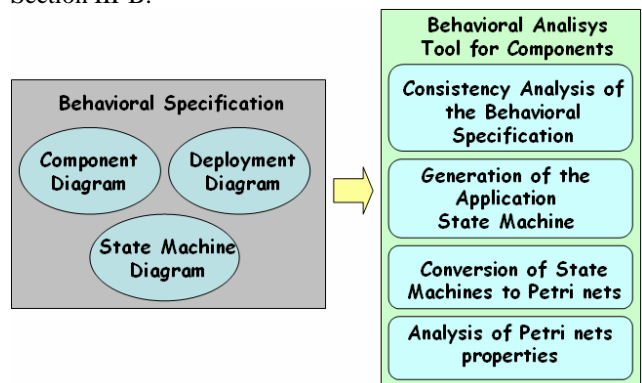 Section III-B.
Behavioral Specification
Component
Diagram
Deployment
Diagram
State Machine
Diagram
Behavioral Analisys
Tool for Components
Consistency Analysis of
the Behavioral
Specification
Generation of the
Application
State Machine
Conversion of State
Machines to Petri nets
Analysis of Petri nets
properties